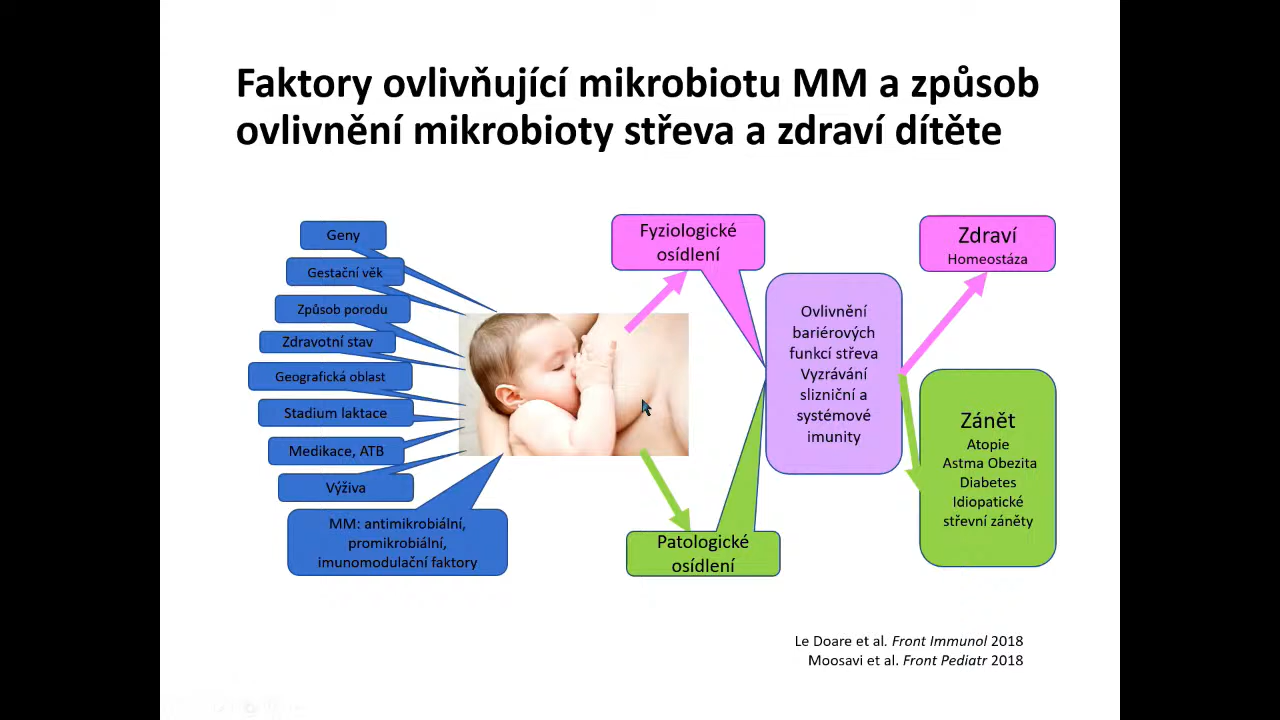 Faktory ovlivňující mikrobiotu MM a způsob
ovlivnění mikrobioty střeva a zdraví dítěte
Geny
Gestační věk
Způsob porodu
Zdravotní stav
Geografická oblast
Stadium laktace
Medikace, ATB
Výživa
MM: antimikrobiální,
promikrobiální,
imunomodulační faktory
Fyziologické
osídlení
Patologické
osídlení
Ovlivnění
bariérových
funkcí střeva
Vyzrávání
slizniční a
systémové
imunity
Zdraví
Homeostáza
Zánět
Atopie
Astma Obezita
Diabetes
Idiopatické
střevní záněty
Le Doare et al. Front Immunol 2018
Moosavi et al. Front Pediatr 2018